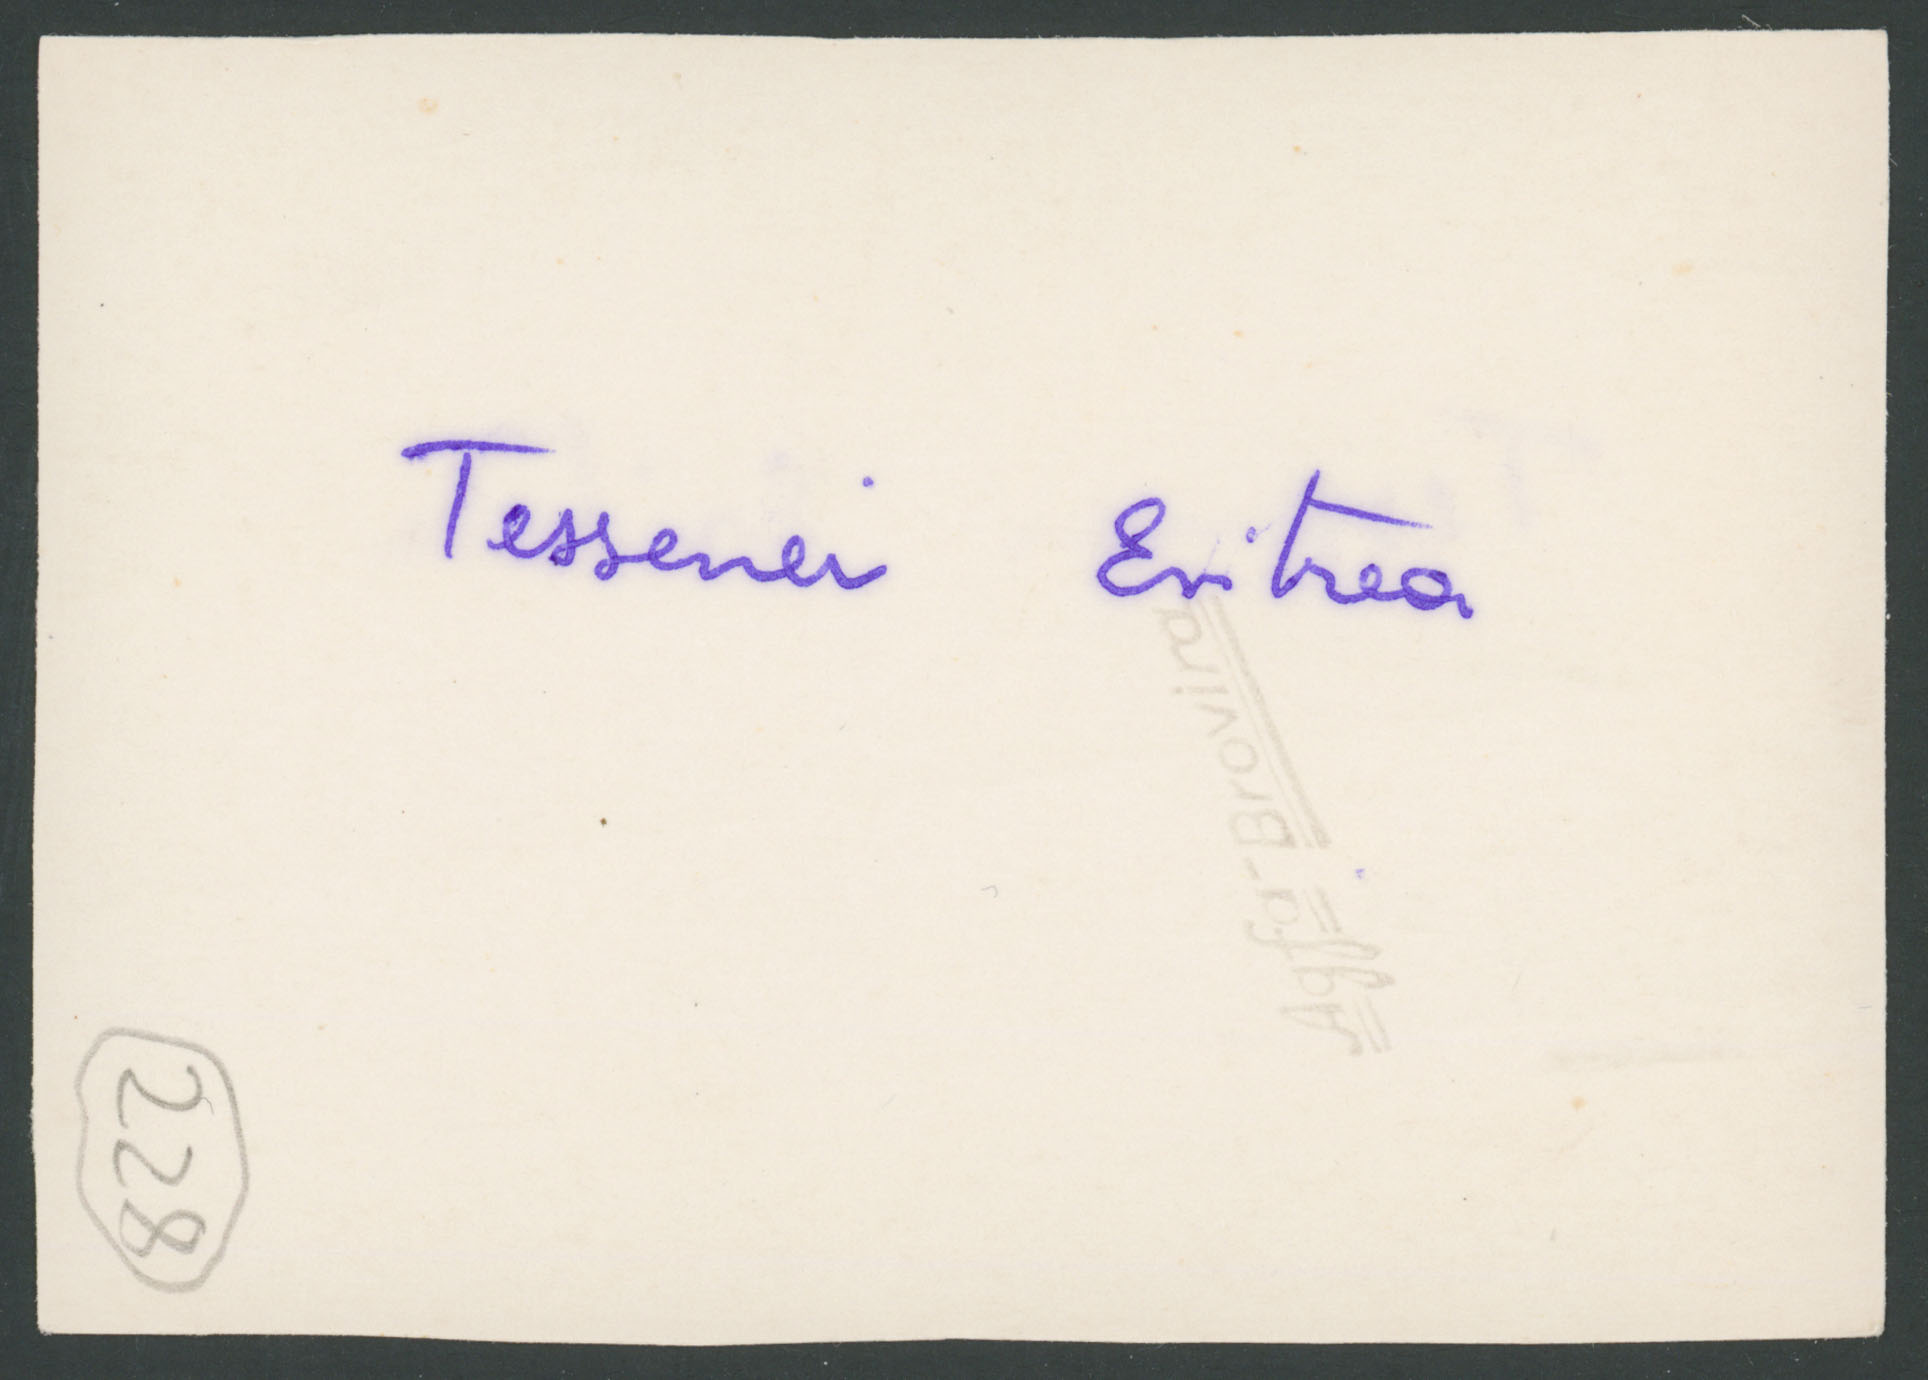 Tessenei Eritrea
Agfa-Brovira
228